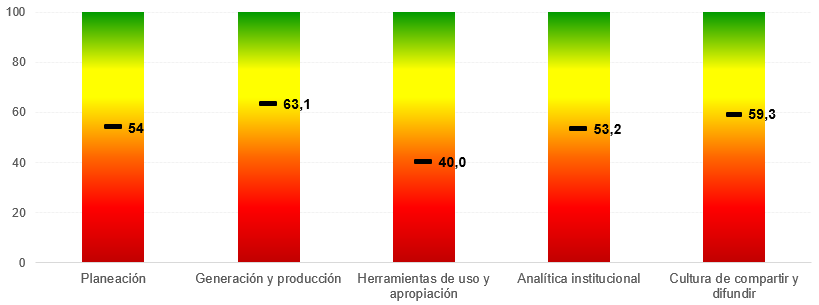 100
80
60
40
20
0
54
63,1
40,0
53,2
59,3
Planeación
Generación y producción
Herramientas de uso y
apropiación
Analítica institucional
Cultura de compartir y
difundir